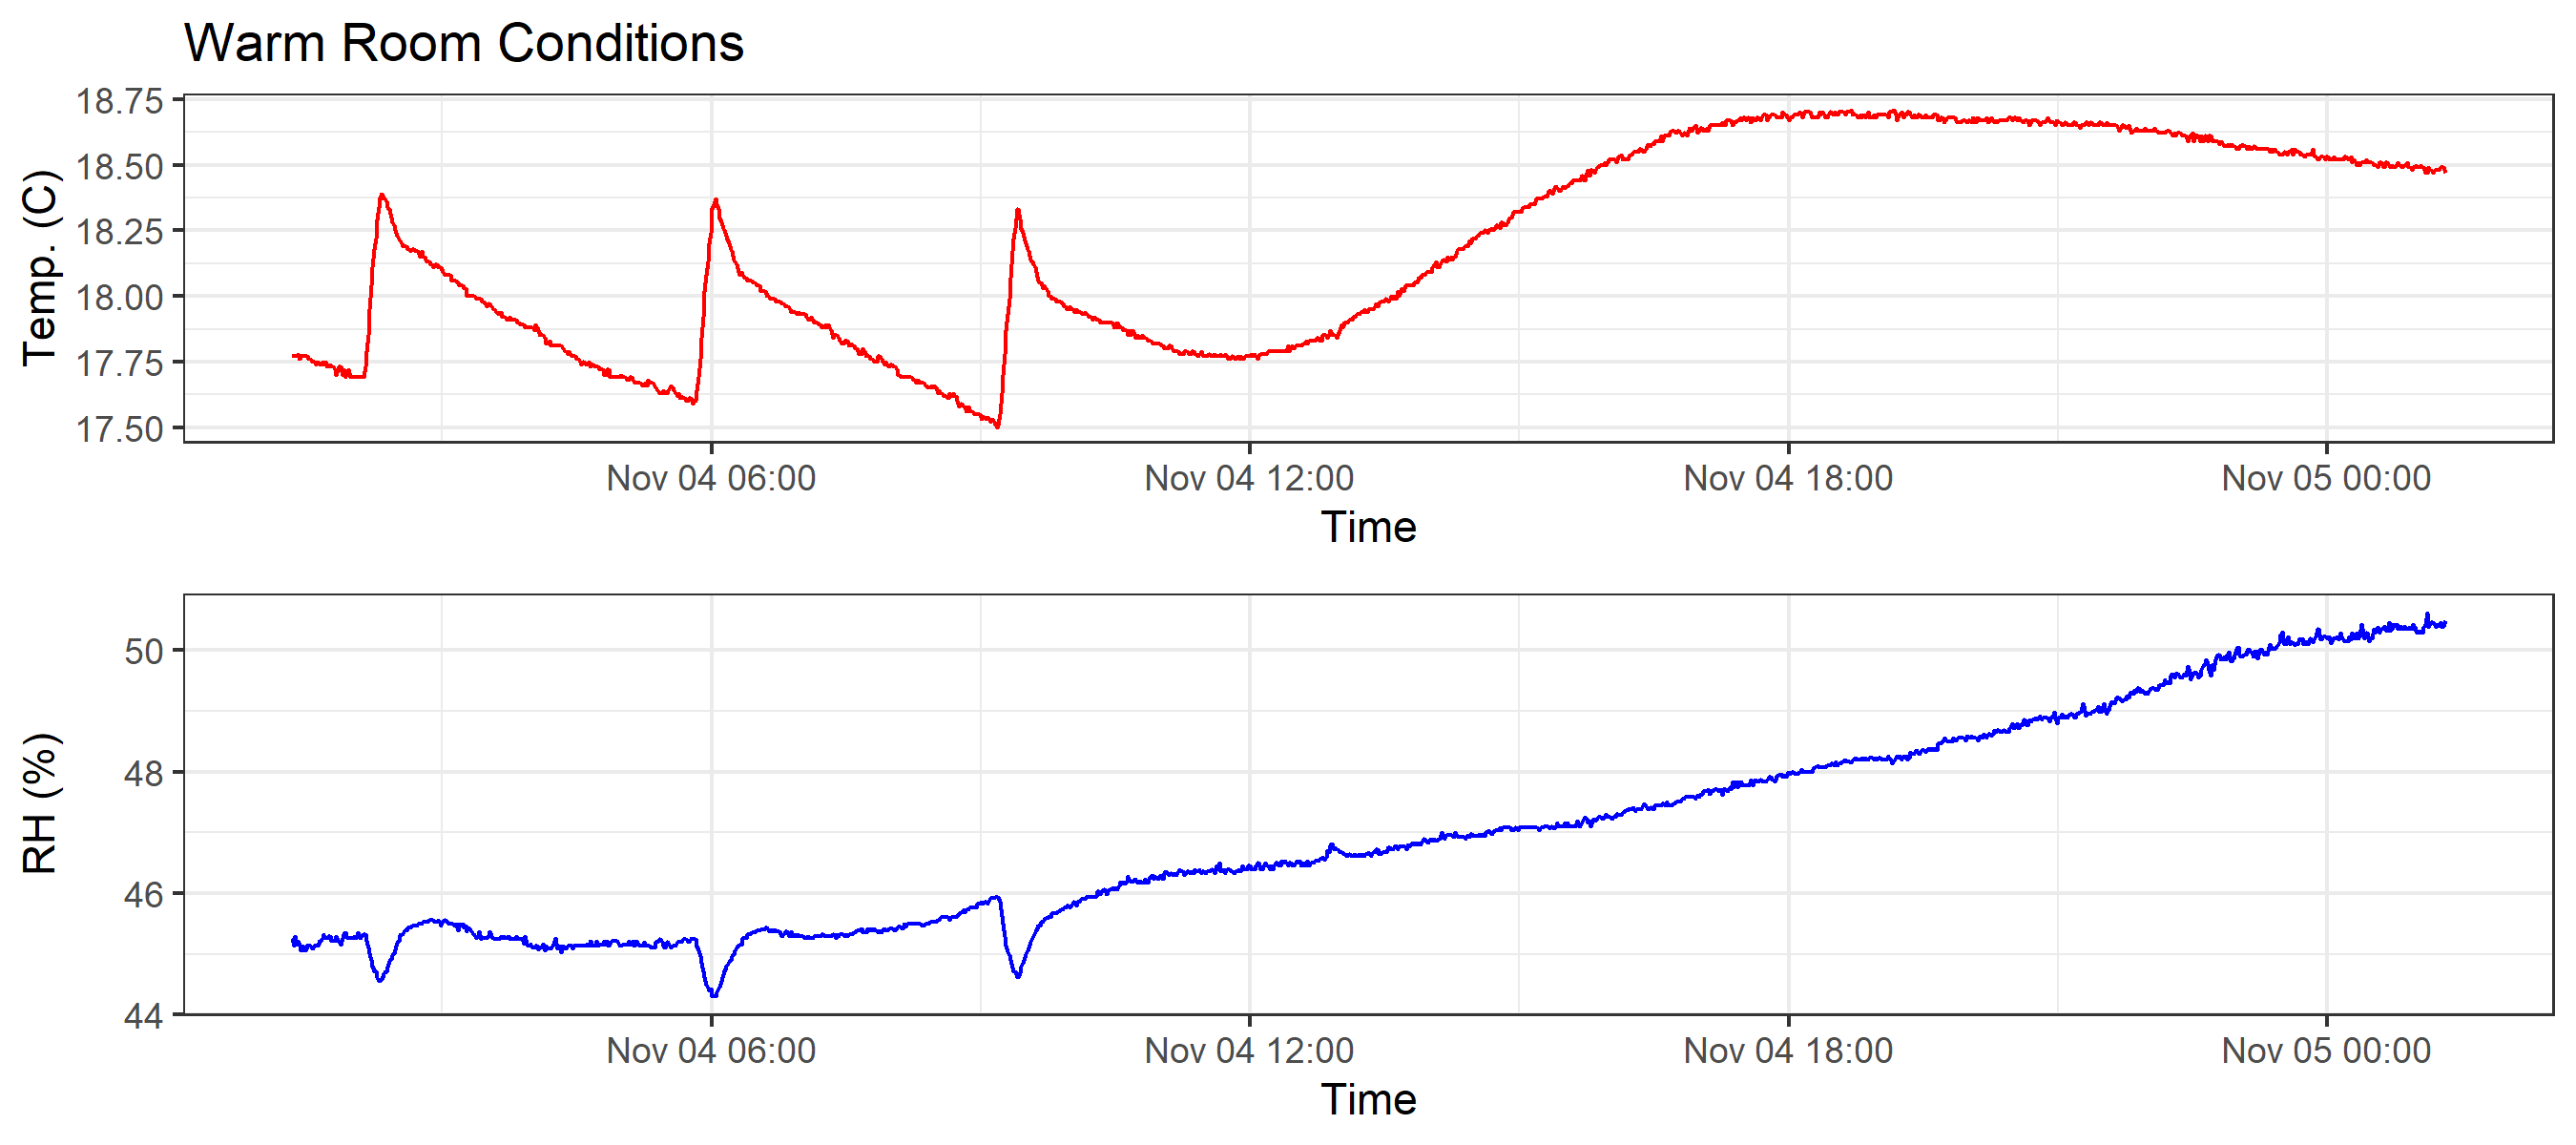 Warm Room Conditions
18.75
18.50
18.25
18.00
17.75
17.50
Temp. (C)
Nov 04 06:00 Nov 04 12:00 Nov 04 18:00 Nov 05 00:00
Time
50
48
46
44
RH (%)
Nov 04 06:00 Nov 04 12:00 Nov 04 18:00 Nov 05 00:00
Time